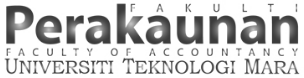 FAKULTI
Perakaunan
FACULTY OF ACCOUNTANCY
UNIVERSITI TEKNOLOGI MARA